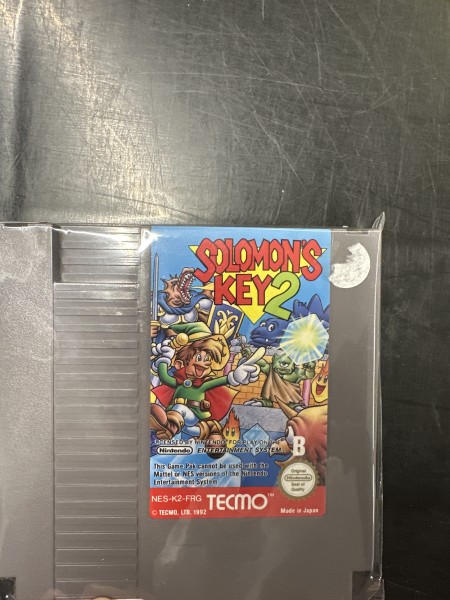 SOLOMON'S
KEY 2
LICENSED BY NINTENDO FOR PLAY ON THE
Nintendo ENTERTAINMENT SYSTEM
B
This Game Pak cannot be used with the
Mattel or NES versions of the Nintendo
Entertainment System
Original
Nintendo
Seal of
Quality
NES-K2-FRG TECMO™
© TECMO, LTD. 1992 Made in Japan